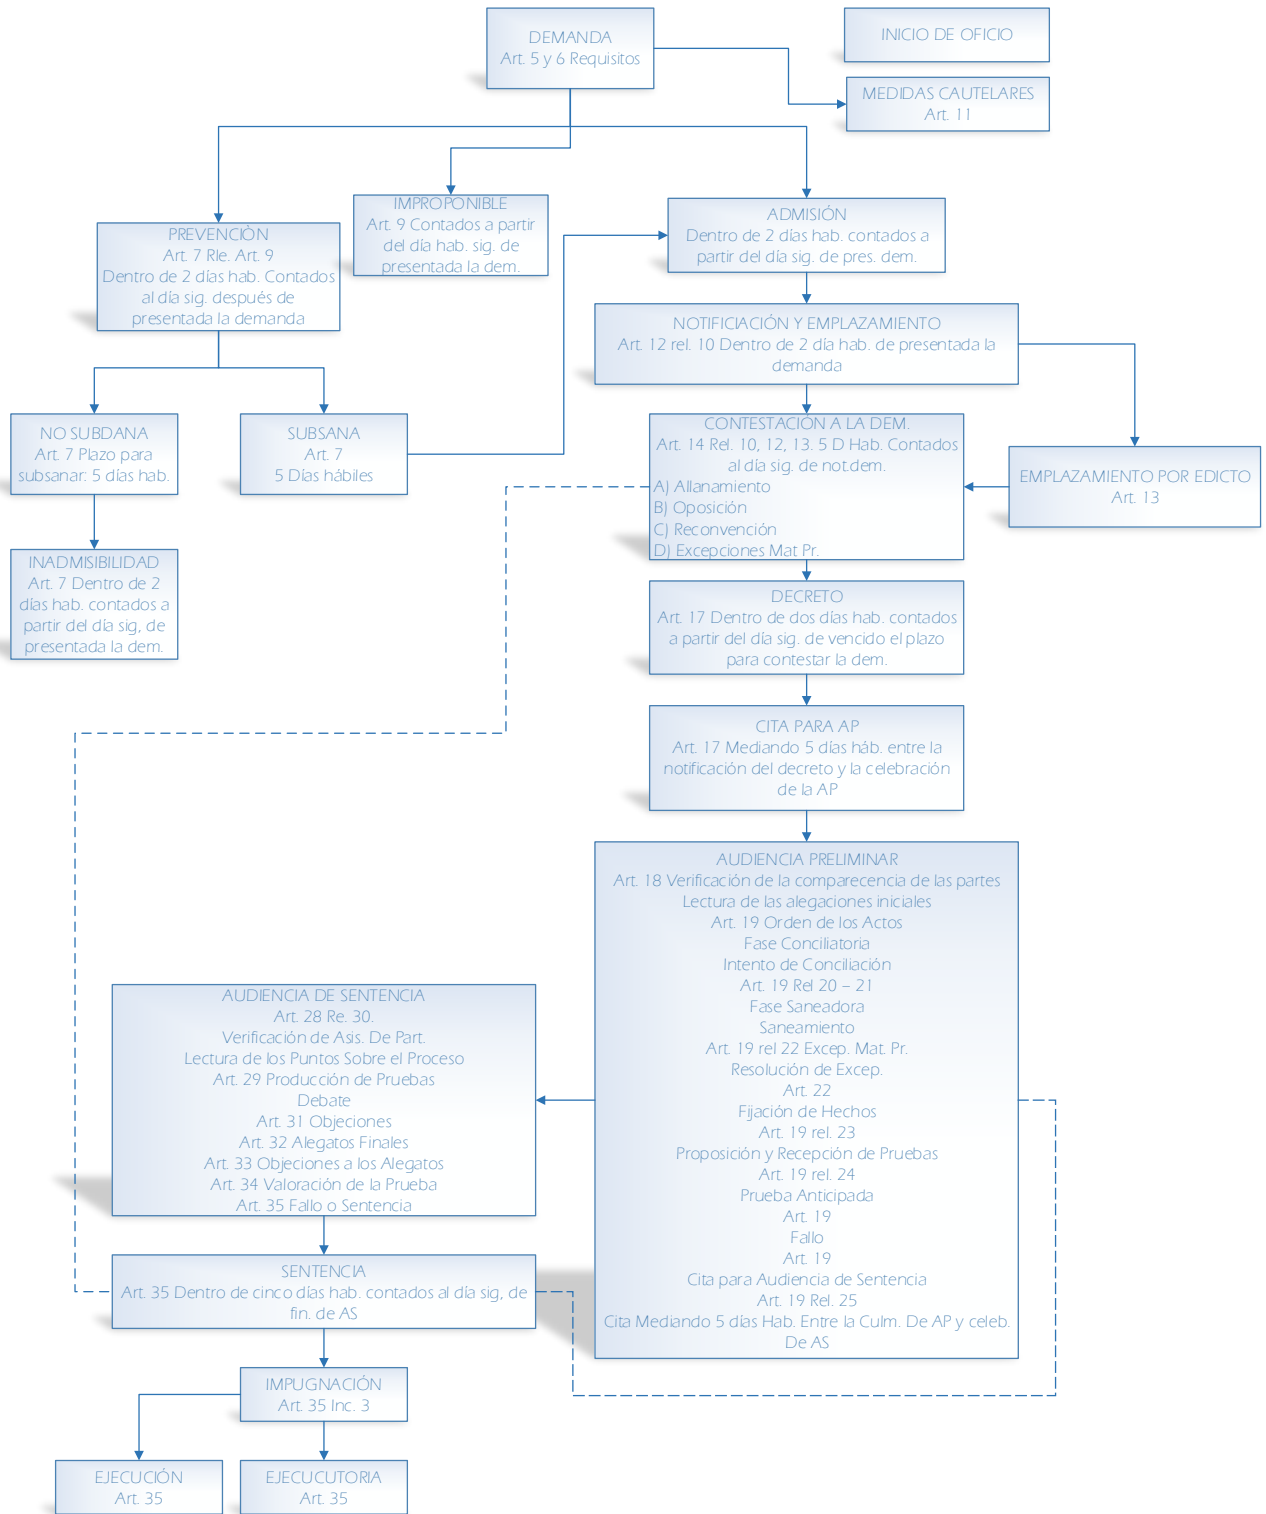 DEMANDA
Art. 5 y 6 Requisitos
INICIO DE OFICIO
MEDIDAS CAUTELARES
Art. 11
IMPROPONIBLE
Art. 9 Contados a partir
del día hab. sig. de
presentada la dem.
ADMISIÓN
Dentro de 2 días hab. contados a
partir del día sig. de pres. dem.
PREVENCIÒN
Art. 7 Rle. Art. 9
Dentro de 2 días hab. Contados
al día sig. después de
presentada la demanda
NOTIFICIACIÓN Y EMPLAZAMIENTO
Art. 12 rel. 10 Dentro de 2 día hab. de presentada la
demanda
NO SUBDANA
Art. 7 Plazo para
subsanar: 5 días hab.
SUBSANA
Art. 7
5 Días hábiles
CONTESTACIÓN A LA DEM.
Art. 14 Rel. 10, 12, 13. 5 D Hab. Contados
al día sig. de not.dem.
A) Allanamiento
B) Oposición
C) Reconvención
D) Excepciones Mat Pr.
EMPLAZAMIENTO POR EDICTO
Art. 13
INADMISIBILIDAD
Art. 7 Dentro de 2
días hab. contados a
partir del día sig, de
presentada la dem.
DECRETO
Art. 17 Dentro de dos días hab. contados
a partir del día sig. de vencido el plazo
para contestar la dem.
CITA PARA AP
Art. 17 Mediando 5 días háb. entre la
notificación del decreto y la celebración
de la AP
AUDIENCIA PRELIMINAR
Art. 18 Verificación de la comparecencia de las partes
Lectura de las alegaciones iniciales
Art. 19 Orden de los Actos
Fase Conciliatoria
Intento de Conciliación
Art. 19 Rel 20 – 21
Fase Saneadora
Saneamiento
Art. 19 rel 22 Excep. Mat. Pr.
Resolución de Excep.
Art. 22
Fijación de Hechos
Art. 19 rel. 23
Proposición y Recepción de Pruebas
Art. 19 rel. 24
Prueba Anticipada
Art. 19
Fallo
Art. 19
Cita para Audiencia de Sentencia
Art. 19 Rel. 25
Cita Mediando 5 días Hab. Entre la Culm. De AP y celeb.
De AS
AUDIENCIA DE SENTENCIA
Art. 28 Re. 30.
Verificación de Asis. De Part.
Lectura de los Puntos Sobre el Proceso
Art. 29 Producción de Pruebas
Debate
Art. 31 Objeciones
Art. 32 Alegatos Finales
Art. 33 Objeciones a los Alegatos
Art. 34 Valoración de la Prueba
Art. 35 Fallo o Sentencia
SENTENCIA
Art. 35 Dentro de cinco días hab. contados al día sig, de
fin. de AS
IMPUGNACIÓN
Art. 35 Inc. 3
EJECUCIÓN
Art. 35
EJECUCUTORIA
Art. 35